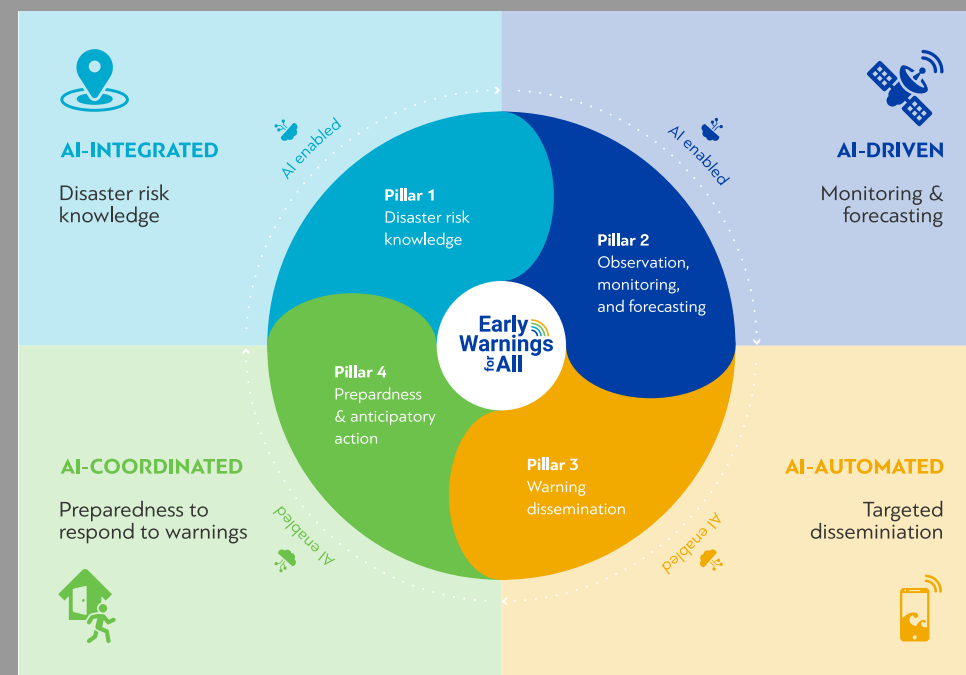 AI-INTEGRATED
Disaster risk
knowledge
AI enabled
AI enabled
AI-DRIVEN
Monitoring &
forecasting
Pillar 1
Disaster risk
knowledge
Pillar 2
Observation,
monitoring,
and forecasting
Early
Warnings
for All
Pillar 4
Prepardness
& anticipatory
action
Pillar 3
Warning
dissemination
AI-COORDINATED
Preparedness to
respond to warnings
AI enabled
AI enabled
AI-AUTOMATED
Targeted
disseminiation